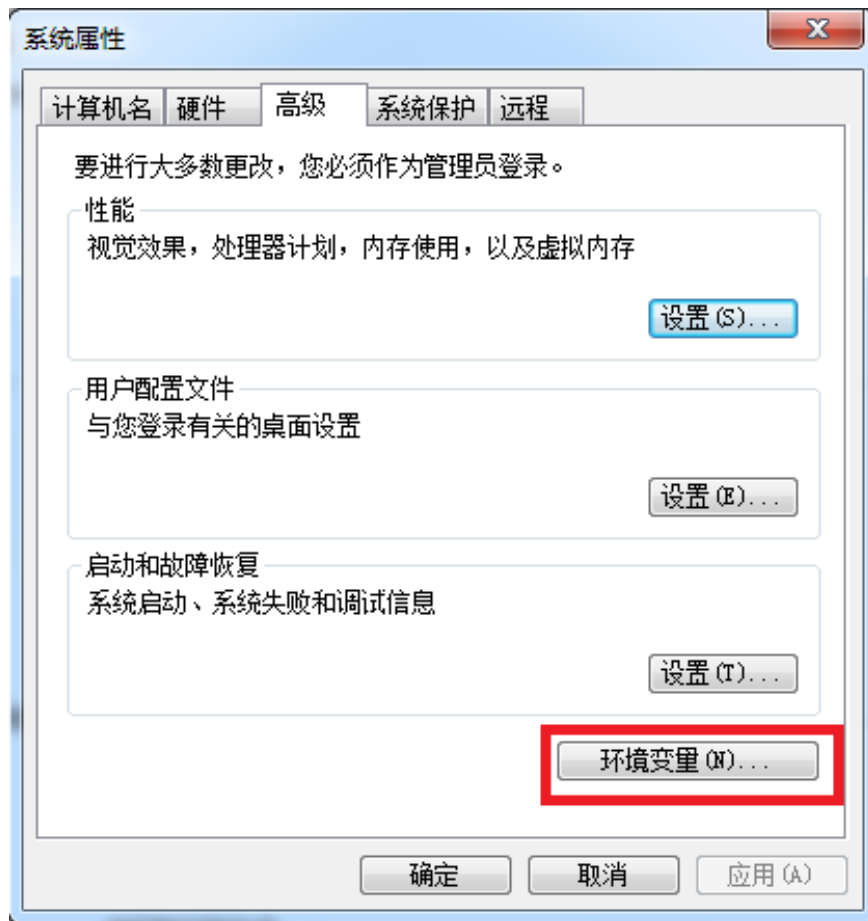 系统属性
计算机名 硬件 高级 系统保护 远程
要进行大多数更改，您必须作为管理员登录。
性能
视觉效果，处理器计划，内存使用，以及虚拟内存
设置(S)...
用户配置文件
与您登录有关的桌面设置
设置(E)...
启动和故障恢复
系统启动、系统失败和调试信息
设置(T)...
环境变量(N)...
确定 取消 应用(A)